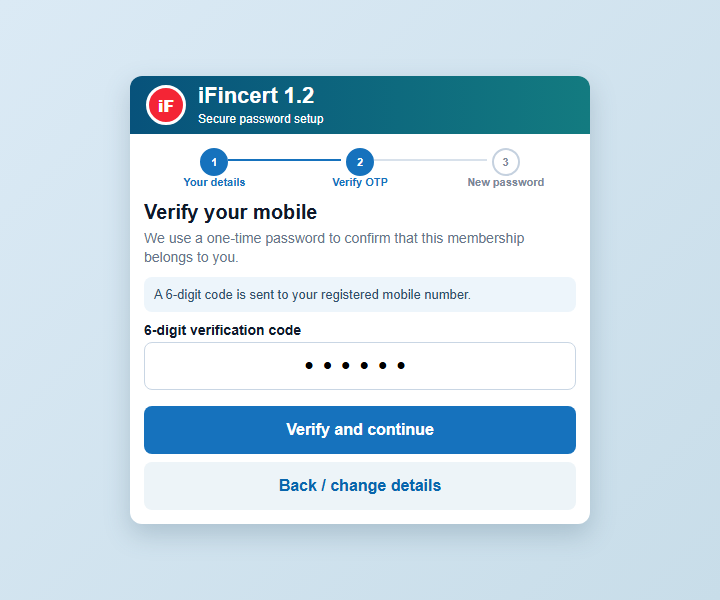 iF
iFincert 1.2
Secure password setup
1
2
3
Your details
Verify OTP
New password
Verify your mobile
We use a one-time password to confirm that this membership
belongs to you.
A 6-digit code is sent to your registered mobile number.
6-digit verification code
••••••
Verify and continue
Back / change details